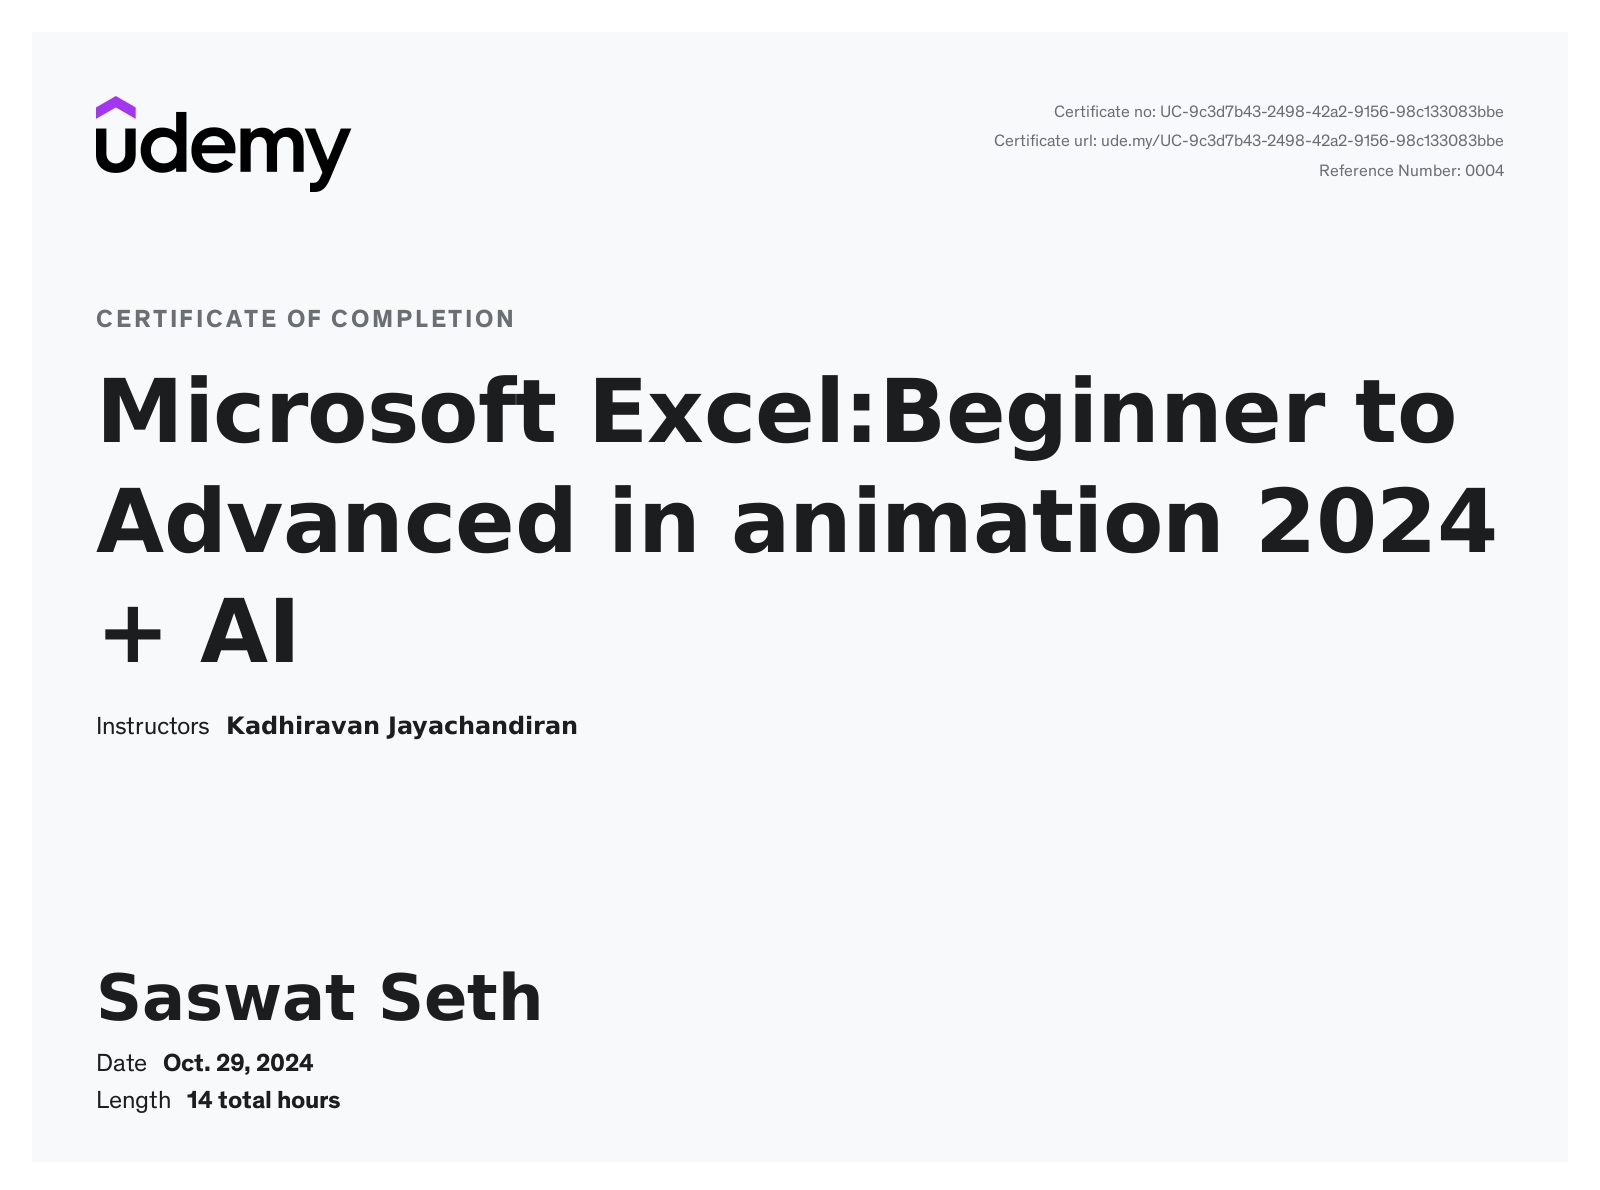 udemy
Certificate no: UC-9c3d7b43-2498-42a2-9156-98c133083bbe
Certificate url: ude.my/UC-9c3d7b43-2498-42a2-9156-98c133083bbe
Reference Number: 0004
CERTIFICATE OF COMPLETION
Microsoft Excel:Beginner to
Advanced in animation 2024
+ AI
Instructors Kadhiravan Jayachandiran
Saswat Seth
Date Oct. 29, 2024
Length 14 total hours